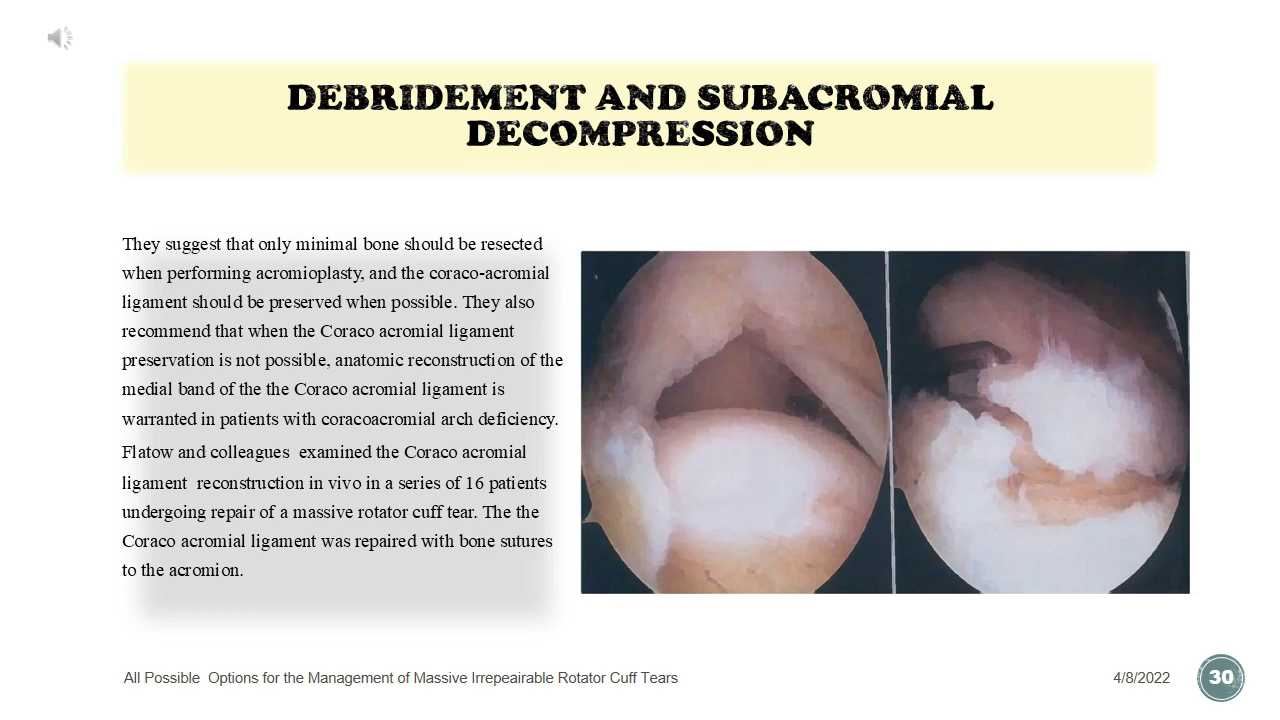 DEBRIDEMENT AND SUBACROMIAL
DECOMPRESSION
They suggest that only minimal bone should be resected
when performing acromioplasty, and the coraco-acromial
ligament should be preserved when possible. They also
recommend that when the Coraco acromial ligament
preservation is not possible, anatomic reconstruction of the
medial band of the the Coraco acromial ligament is
warranted in patients with coracoacromial arch deficiency.
Flatow and colleagues  examined the Coraco acromial
ligament  reconstruction in vivo in a series of 16 patients
undergoing repair of a massive rotator cuff tear. The the
Coraco acromial ligament was repaired with bone sutures
to the acromion.
All Possible  Options for the Management of Massive Irrepeairable Rotator Cuff Tears
4/8/2022
30